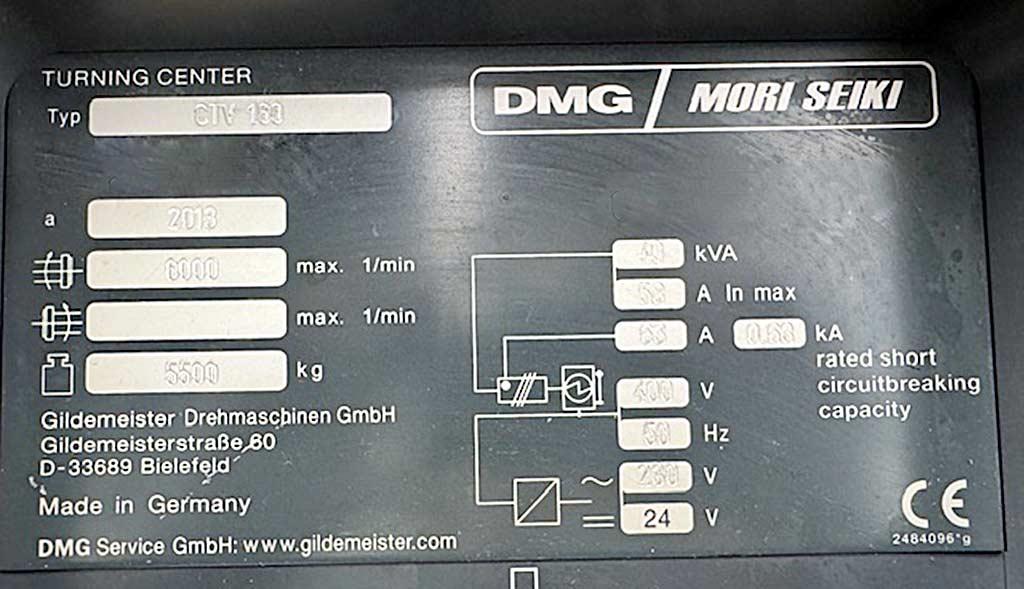 TURNING CENTER
DMG / MORI SEIKI
Typ
a 2013
6000 max. 1/min
max. 1/min
5500 kg
kVA
A In max
A kA
rated short
circuitbreaking
capacity
400 V
50 Hz
~ 230 V
24 V
Gildemeister Drehmaschinen GmbH
Gildemeisterstraße 60
D-33689 Bielefeld
Made in Germany
DMG Service GmbH: www.gildemeister.com
CE
2484096*g